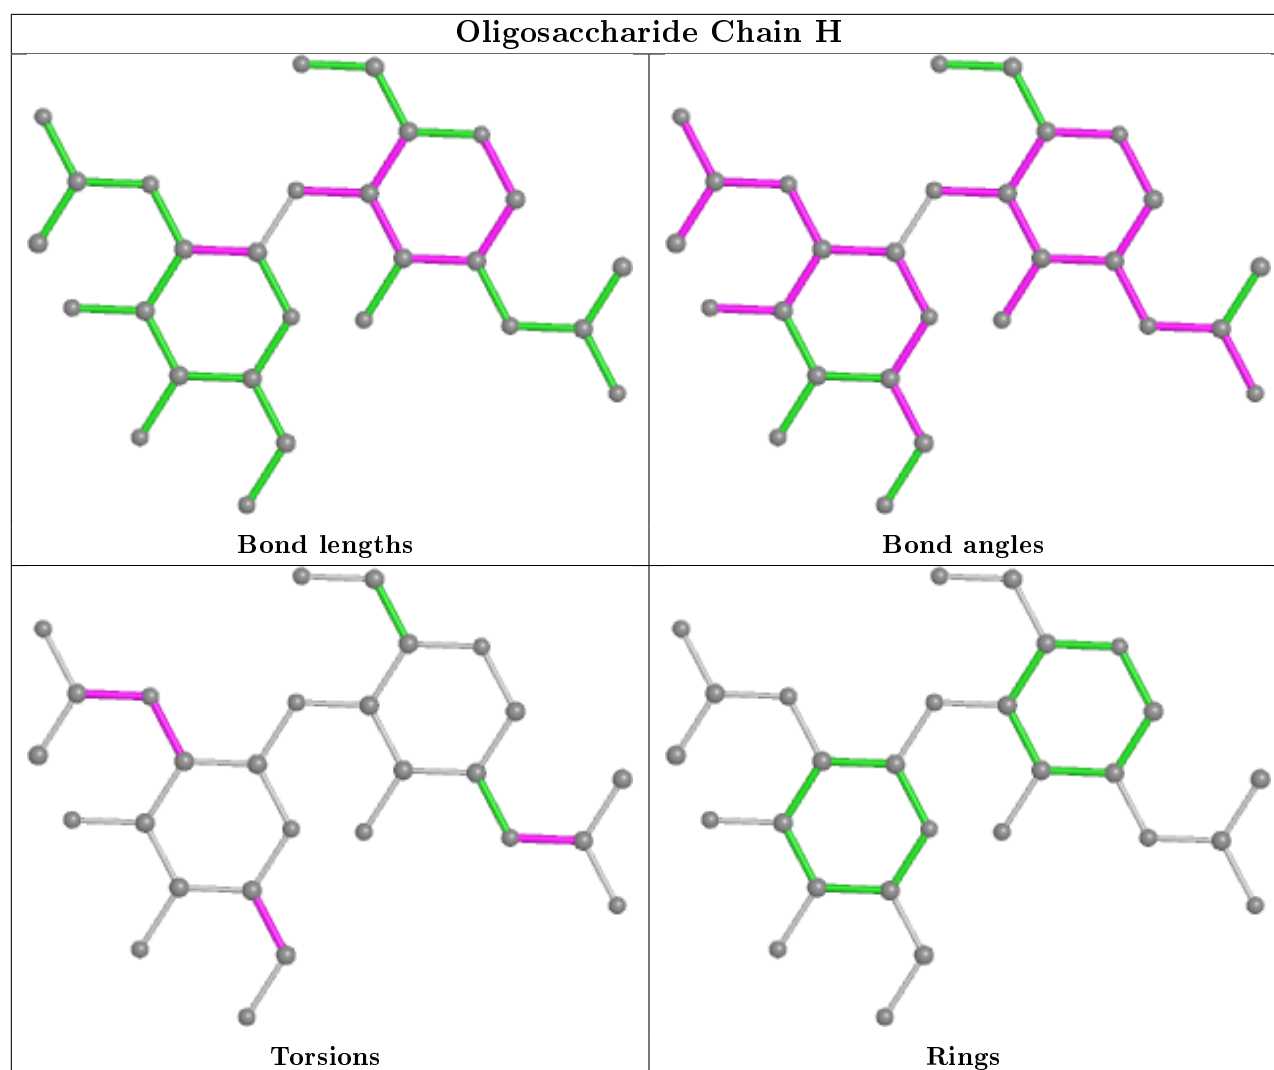 Oligosaccharide Chain H
Bond lengths
Bond angles
Torsions
Rings